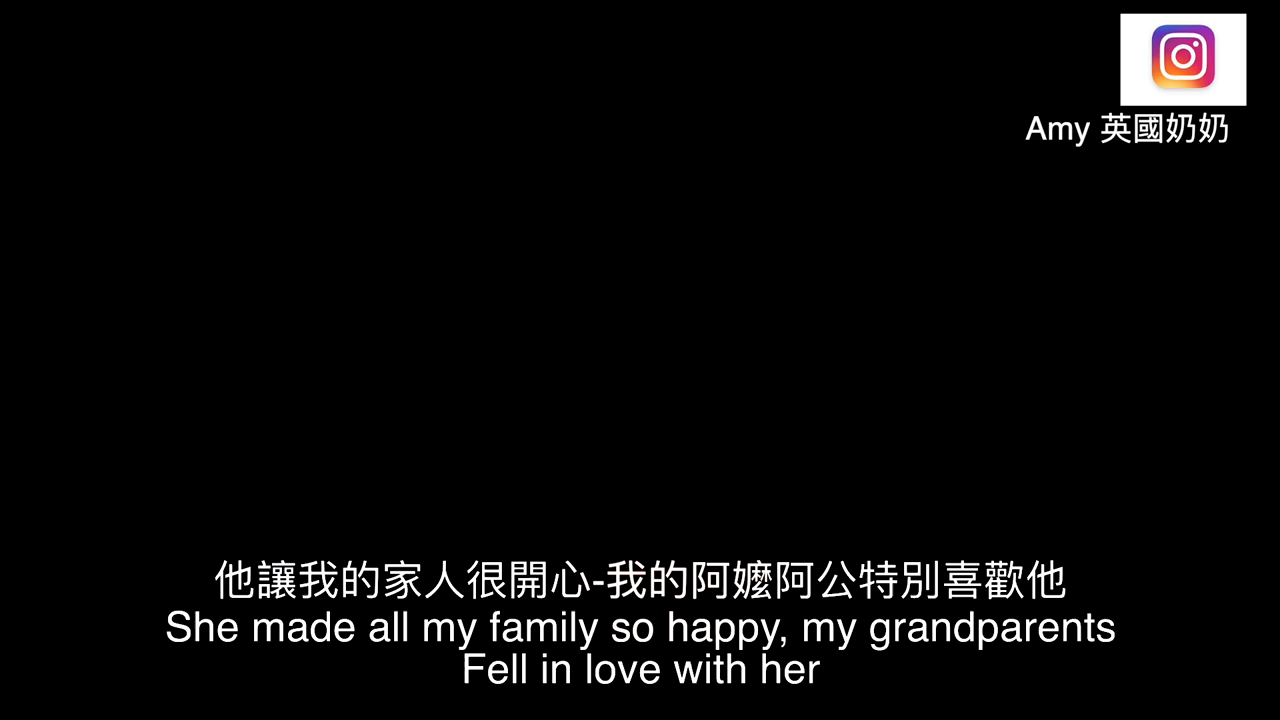 Amy 英國奶奶
他讓我的家人很開心-我的阿嬤阿公特別喜歡他
She made all my family so happy, my grandparents
Fell in love with her